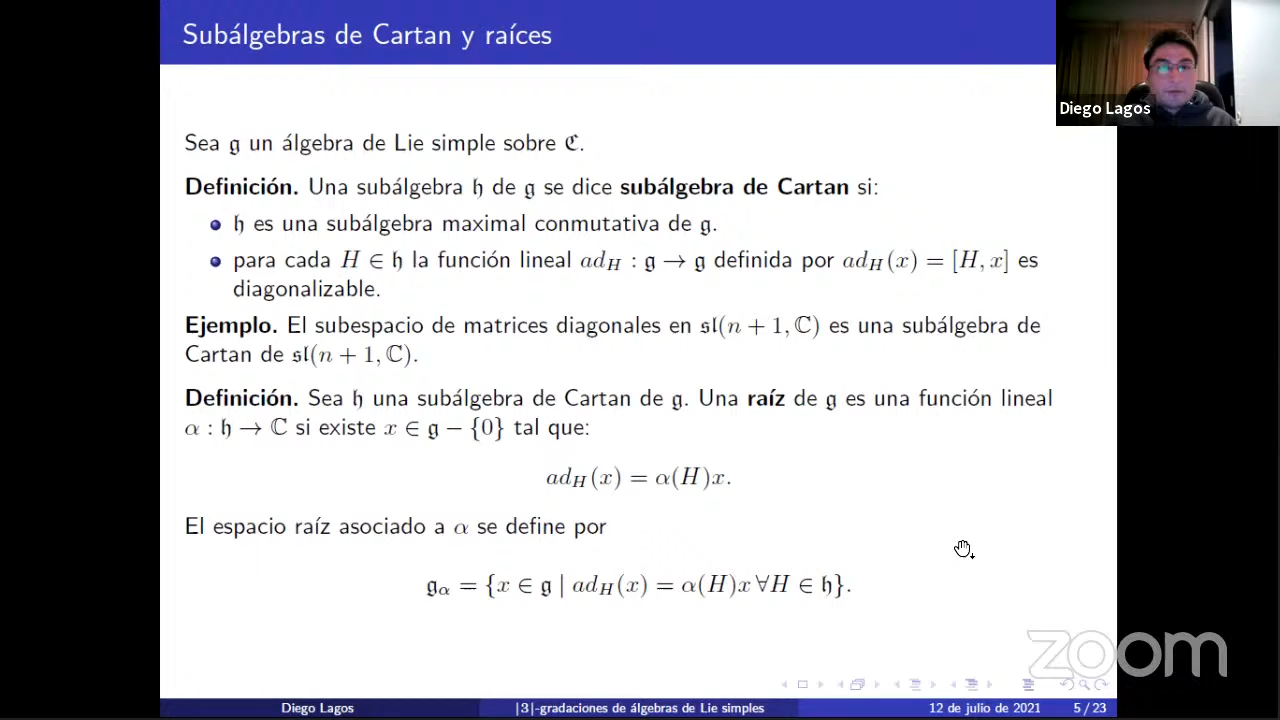 Subálgebras de Cartan y raíces
Diego Lagos
Sea 𝔤 un álgebra de Lie simple sobre ℭ.
Definición. Una subálgebra 𝔥 de 𝔤 se dice subálgebra de Cartan si:
𝔥 es una subálgebra maximal conmutativa de 𝔤.
para cada H ∈ 𝔥 la función lineal ad_H : 𝔤 → 𝔤 definida por ad_H(x) = [H, x] es
diagonalizable.
Ejemplo. El subespacio de matrices diagonales en 𝔰𝔩(n + 1, ℂ) es una subálgebra de
Cartan de 𝔰𝔩(n + 1, ℂ).
Definición. Sea 𝔥 una subálgebra de Cartan de 𝔤. Una raíz de 𝔤 es una función lineal
α : 𝔥 → ℂ si existe x ∈ 𝔤 − {0} tal que:
ad_H(x) = α(H)x.
El espacio raíz asociado a α se define por
𝔤_α = {x ∈ 𝔤 | ad_H(x) = α(H)x ∀H ∈ 𝔥}.
zoom
Diego Lagos |3|-gradaciones de álgebras de Lie simples 12 de julio de 2021 5 / 23